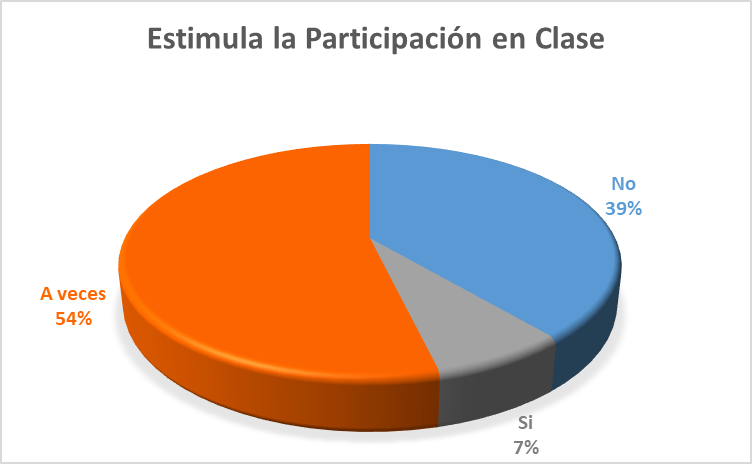 Estimula la Participación en Clase
No
39%
A veces
54%
Si
7%